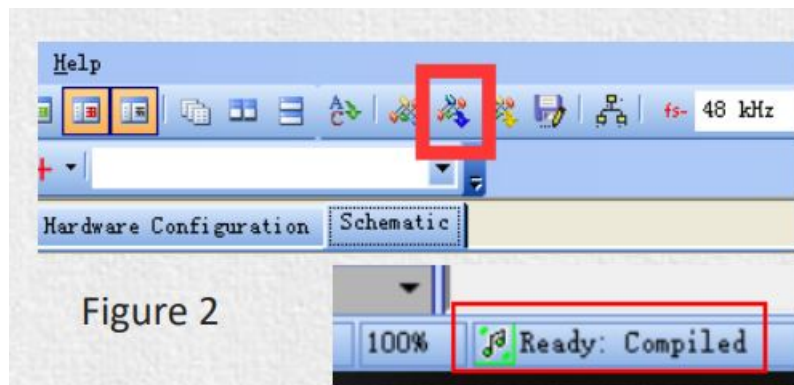 Help
fs- 48 kHz
Hardware Configuration Schematic
Figure 2
100% Ready: Compiled